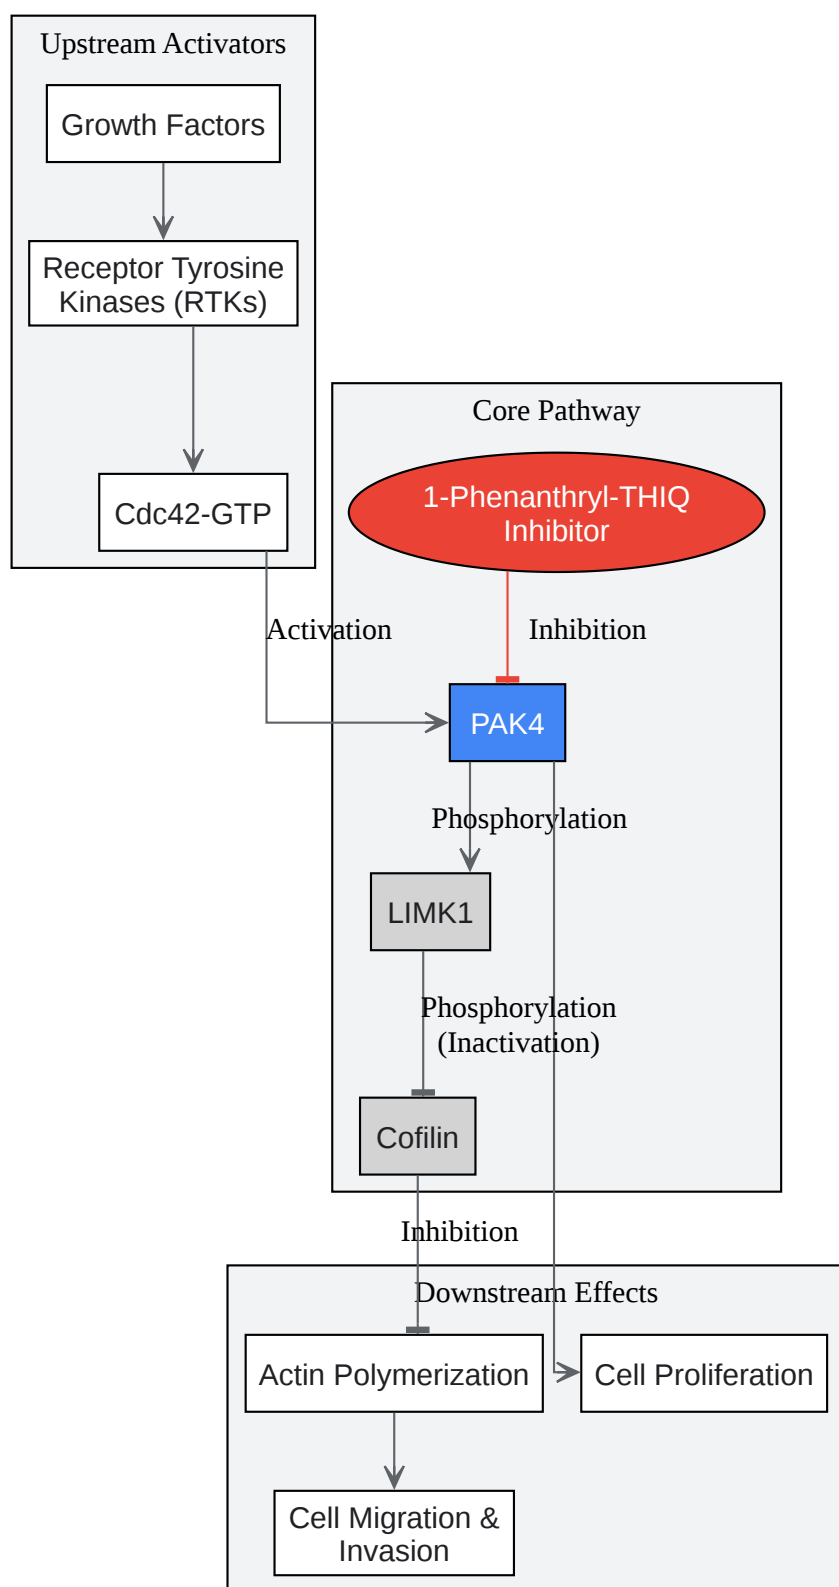 Upstream Activators
Growth Factors
Receptor Tyrosine
Kinases (RTKs)
Cdc42-GTP
Core Pathway
1-Phenanthryl-THIQ
Inhibitor
Activation
Inhibition
PAK4
Phosphorylation
LIMK1
Phosphorylation
(Inactivation)
Cofilin
Inhibition
Downstream Effects
Actin Polymerization
Cell Proliferation
Cell Migration &
Invasion